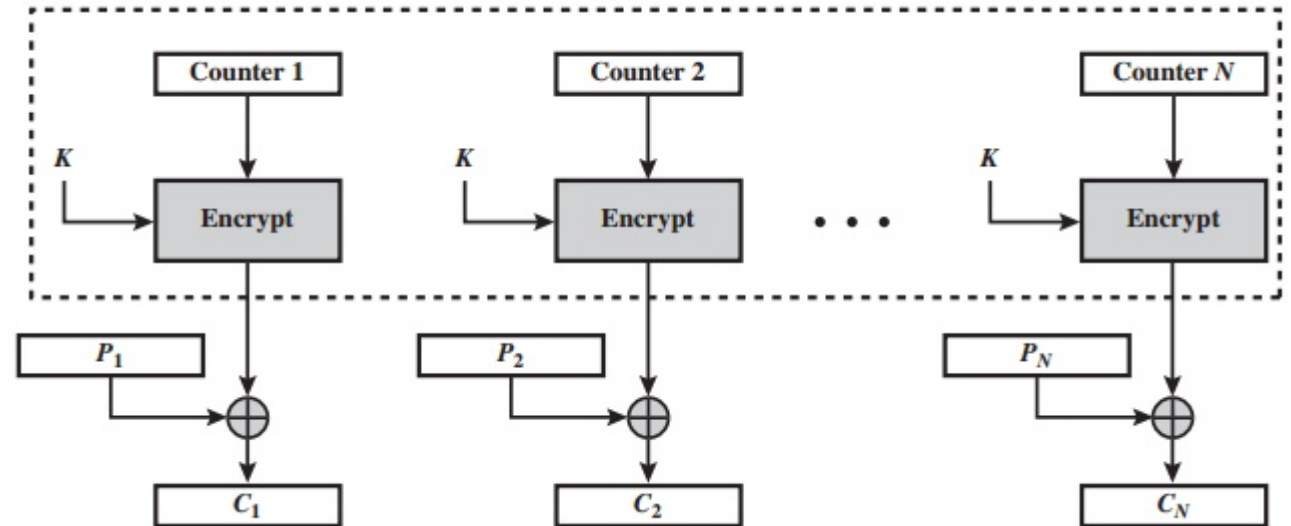 Counter 1 Counter 2 Counter N
K K K
Encrypt Encrypt • • • Encrypt
P1 P2 PN
C1 C2 CN